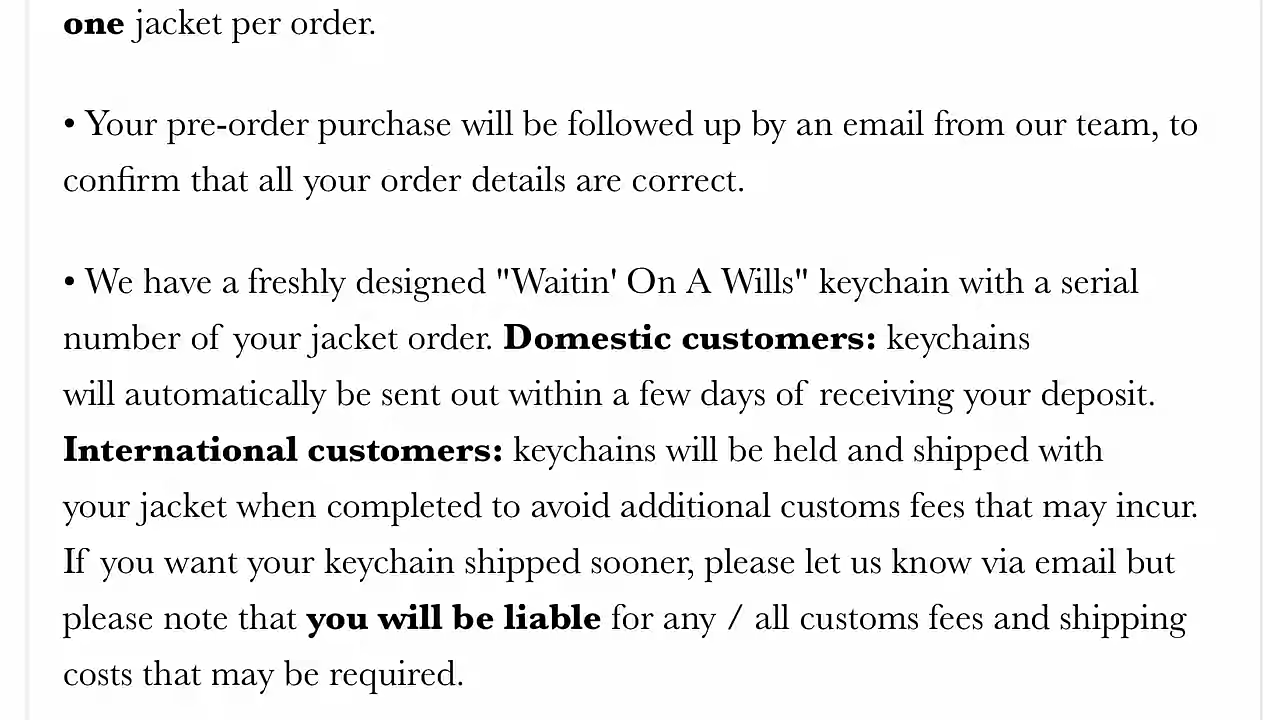 one jacket per order.
• Your pre-order purchase will be followed up by an email from our team, to
confirm that all your order details are correct.
• We have a freshly designed "Waitin' On A Wills" keychain with a serial
number of your jacket order. Domestic customers: keychains
will automatically be sent out within a few days of receiving your deposit.
International customers: keychains will be held and shipped with
your jacket when completed to avoid additional customs fees that may incur.
If you want your keychain shipped sooner, please let us know via email but
please note that you will be liable for any / all customs fees and shipping
costs that may be required.